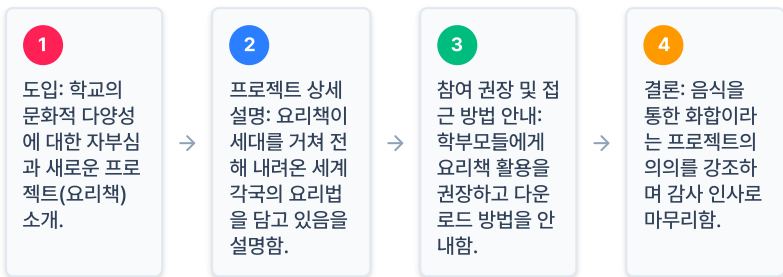 1
도입: 학교의
문화적 다양성
에 대한 자부심
과 새로운 프로
젝트(요리책)
소개.
2
프로젝트 상세
설명: 요리책이
세대를 거쳐 전
해 내려온 세계
각국의 요리법
을 담고 있음을
설명함.
3
참여 권장 및 접
근 방법 안내:
학부모들에게
요리책 활용을
권장하고 다운
로드 방법을 안
내함.
4
결론: 음식을
통한 화합이라
는 프로젝트의
의의를 강조하
며 감사 인사로
마무리함.